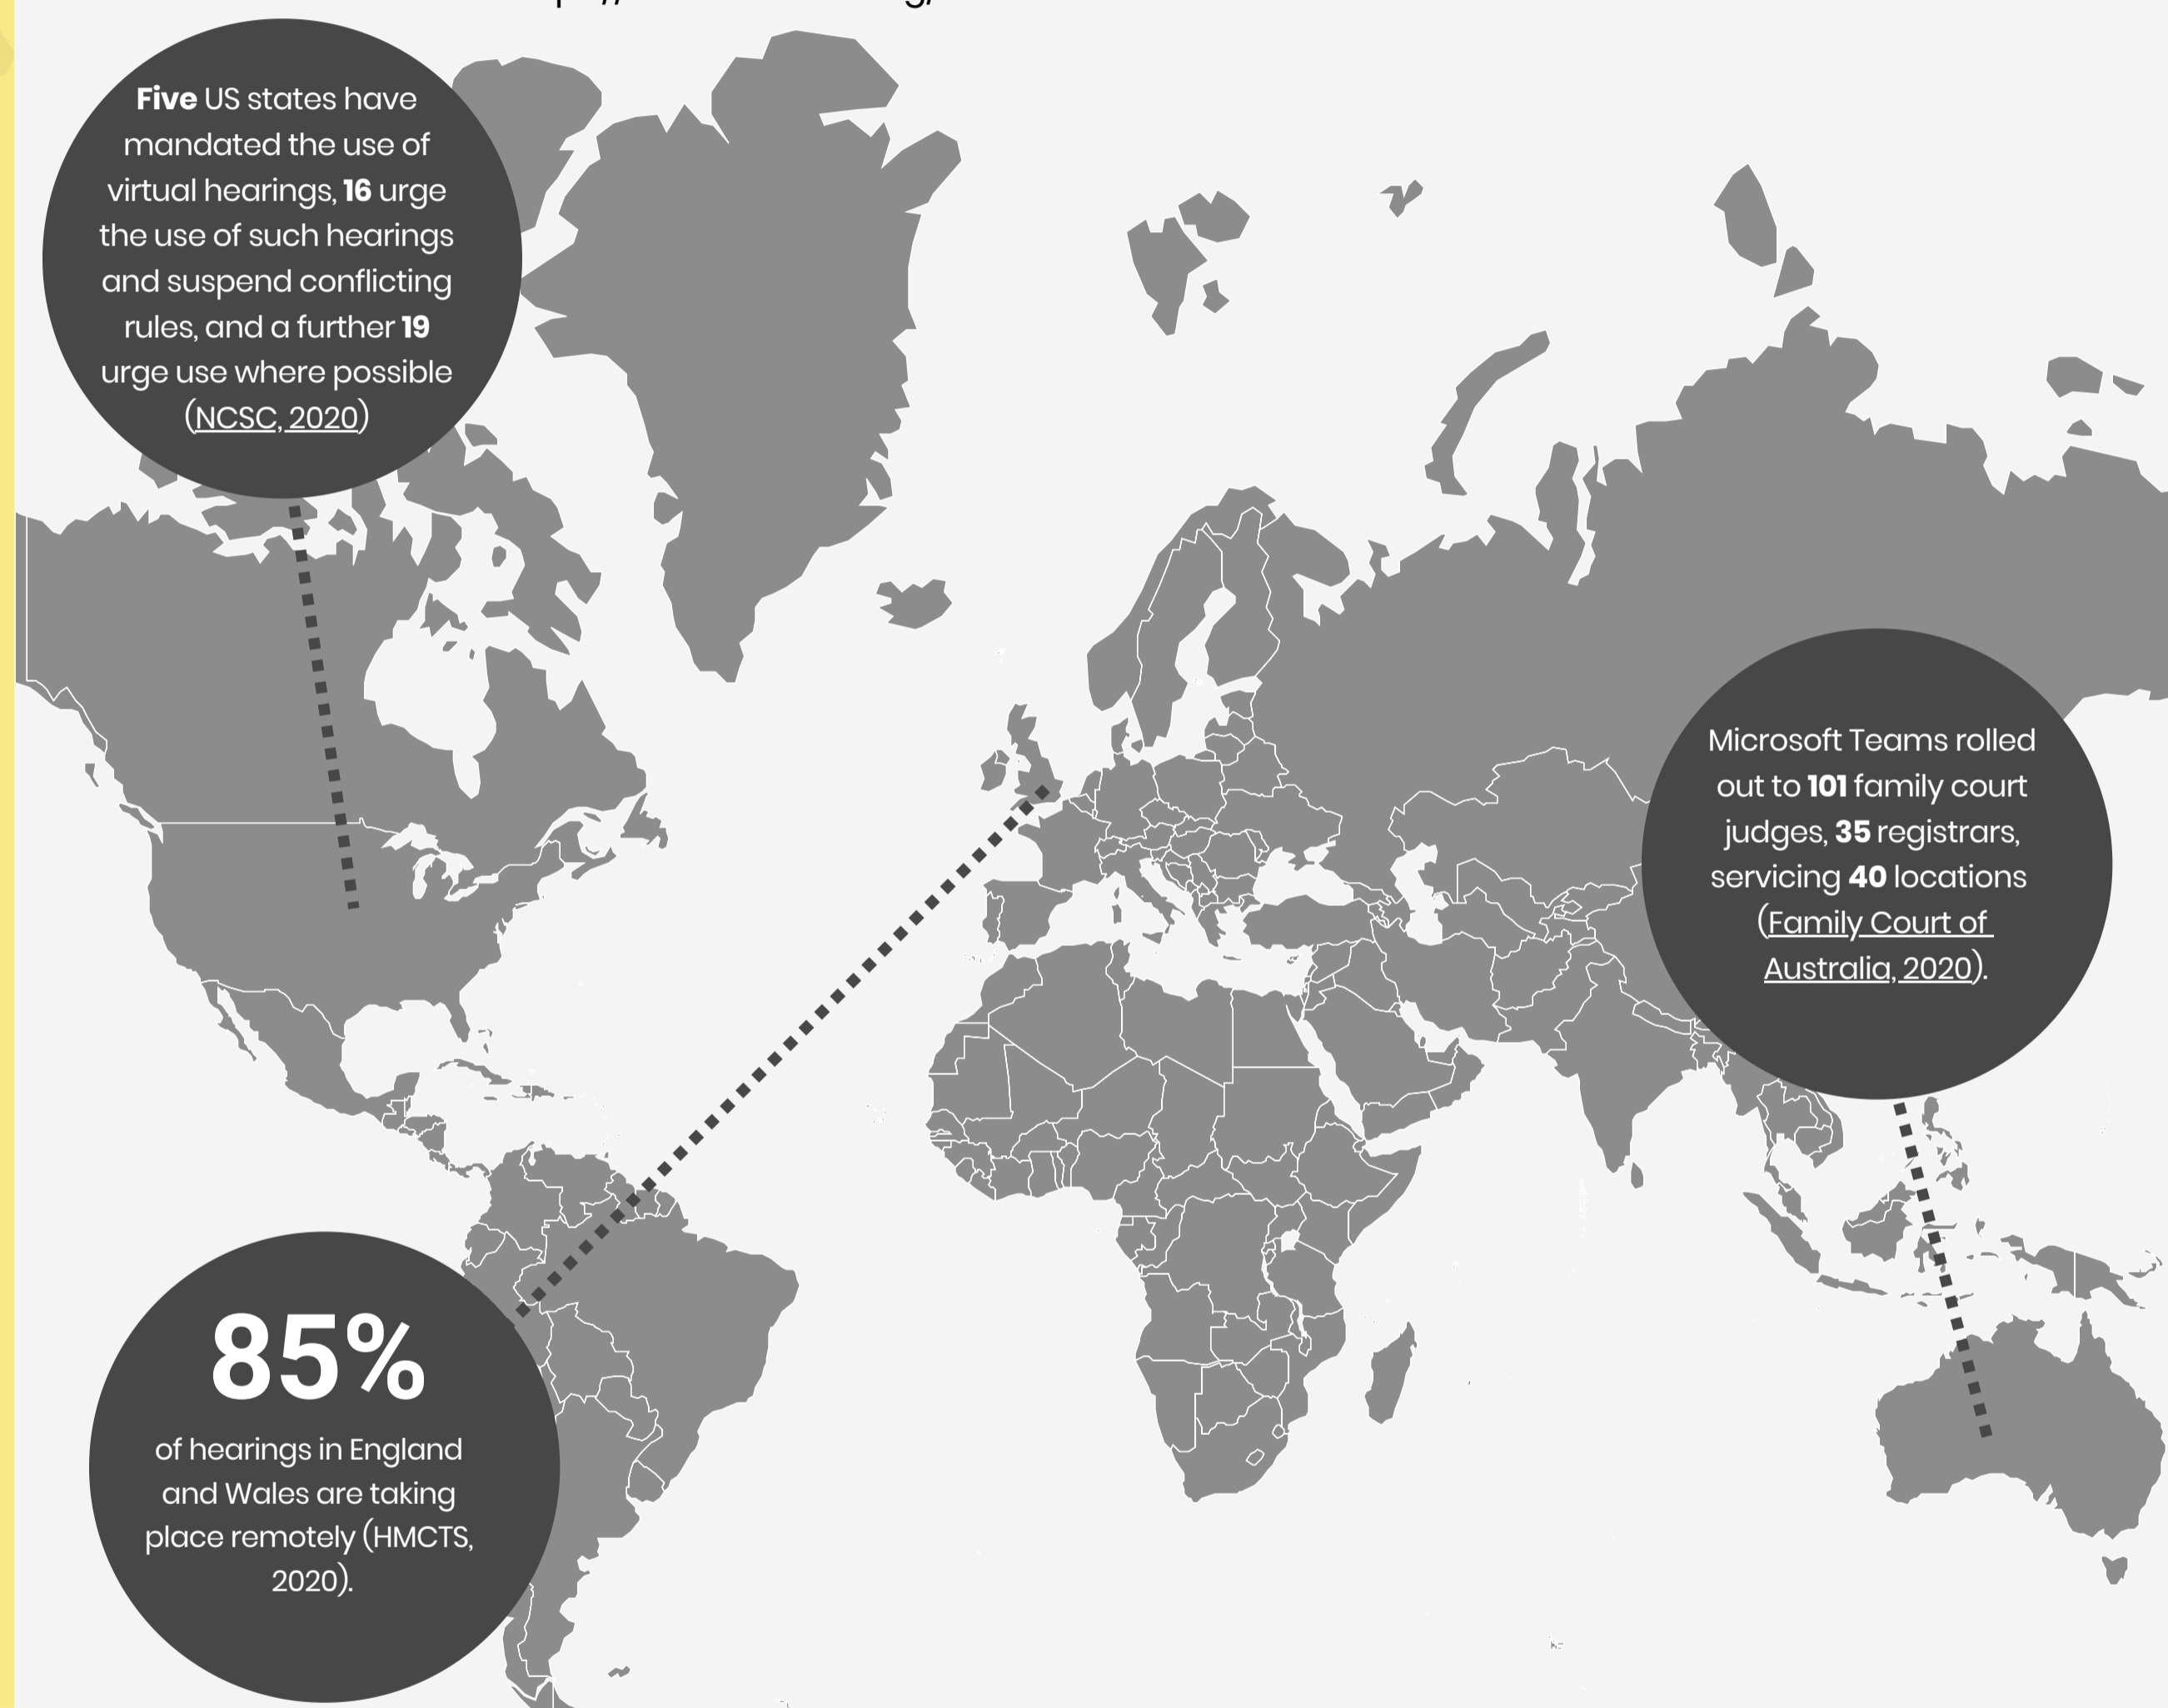 Five US states have
mandated the use of
virtual hearings, 16 urge
the use of such hearings
and suspend conflicting
rules, and a further 19
urge use where possible
(NCSC, 2020)
Microsoft Teams rolled
out to 101 family court
judges, 35 registrars,
servicing 40 locations
(Family Court of
Australia, 2020).
85%
of hearings in England
and Wales are taking
place remotely (HMCTS,
2020).